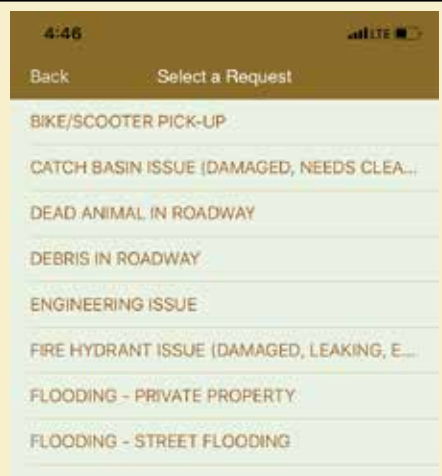 4:46 LTE
Back Select a Request
BIKE/SCOOTER PICK-UP
CATCH BASIN ISSUE (DAMAGED, NEEDS CLEA...
DEAD ANIMAL IN ROADWAY
DEBRIS IN ROADWAY
ENGINEERING ISSUE
FIRE HYDRANT ISSUE (DAMAGED, LEAKING, E...
FLOODING - PRIVATE PROPERTY
FLOODING - STREET FLOODING